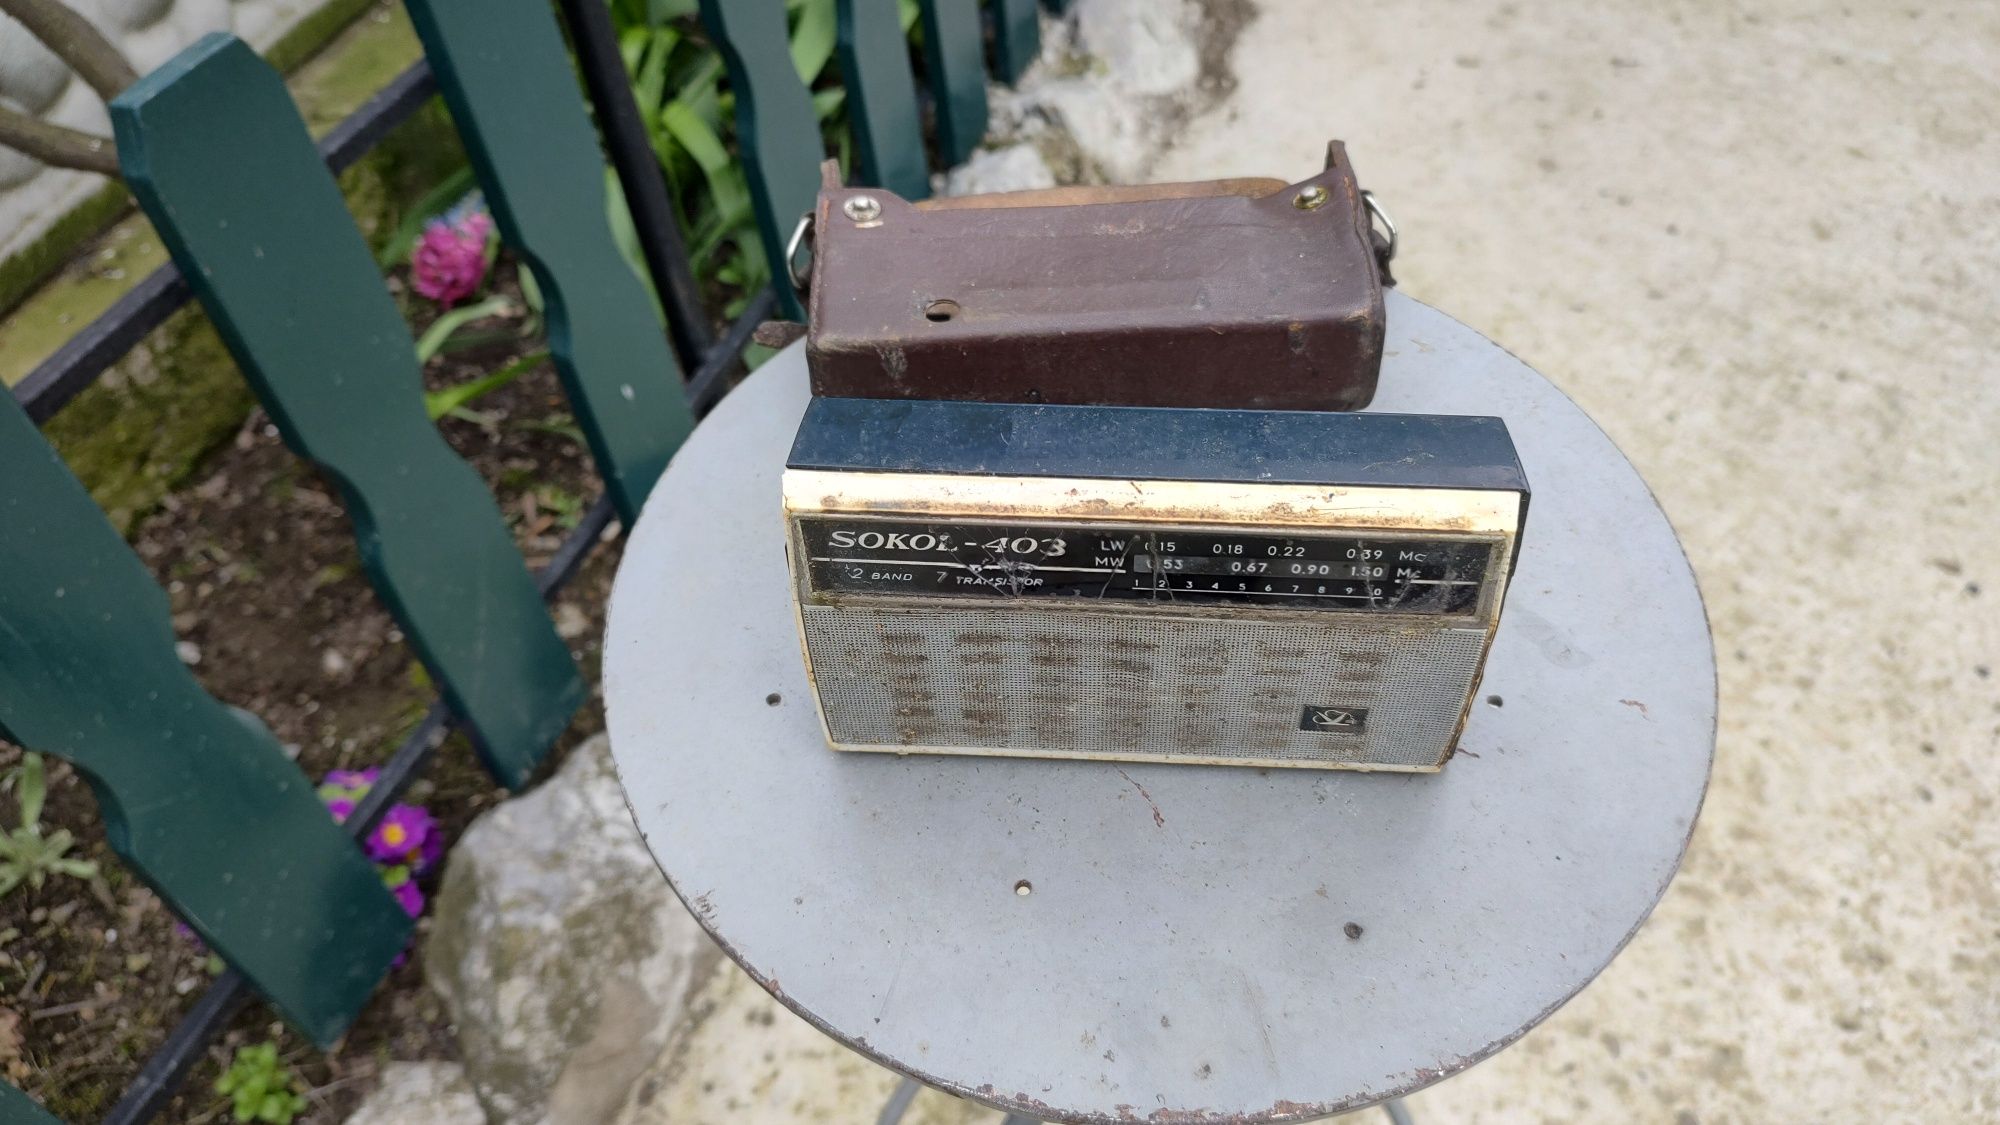 SOKOL-403
2 BAND 7 TRANSISTOR
LW 0.15 0.18 0.22 0.39 Mc
MW 0.53 0.67 0.90 1.50 Mc
1 2 3 4 5 6 7 8 9 0